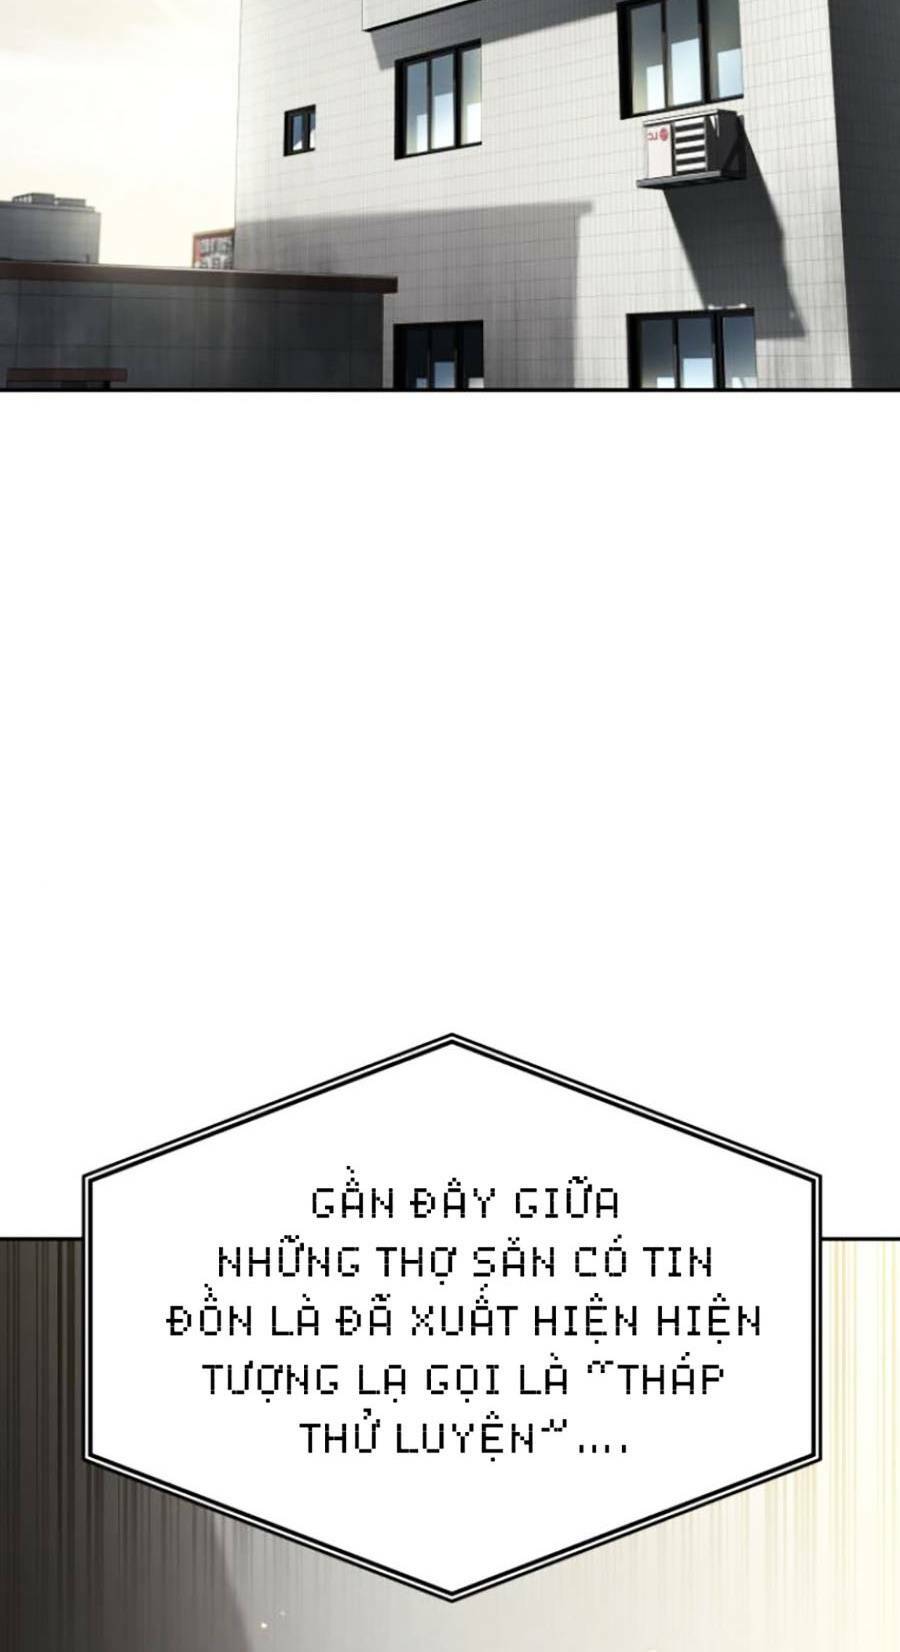 LG
GẦN ĐÂY GIỮA
NHỮNG THỢ SĂN CÓ TIN
ĐỒN LÀ ĐÃ XUẤT HIỆN HIỆN
TƯỢNG LẠ GỌI LÀ "THÁP
THỬ LUYỆN"....